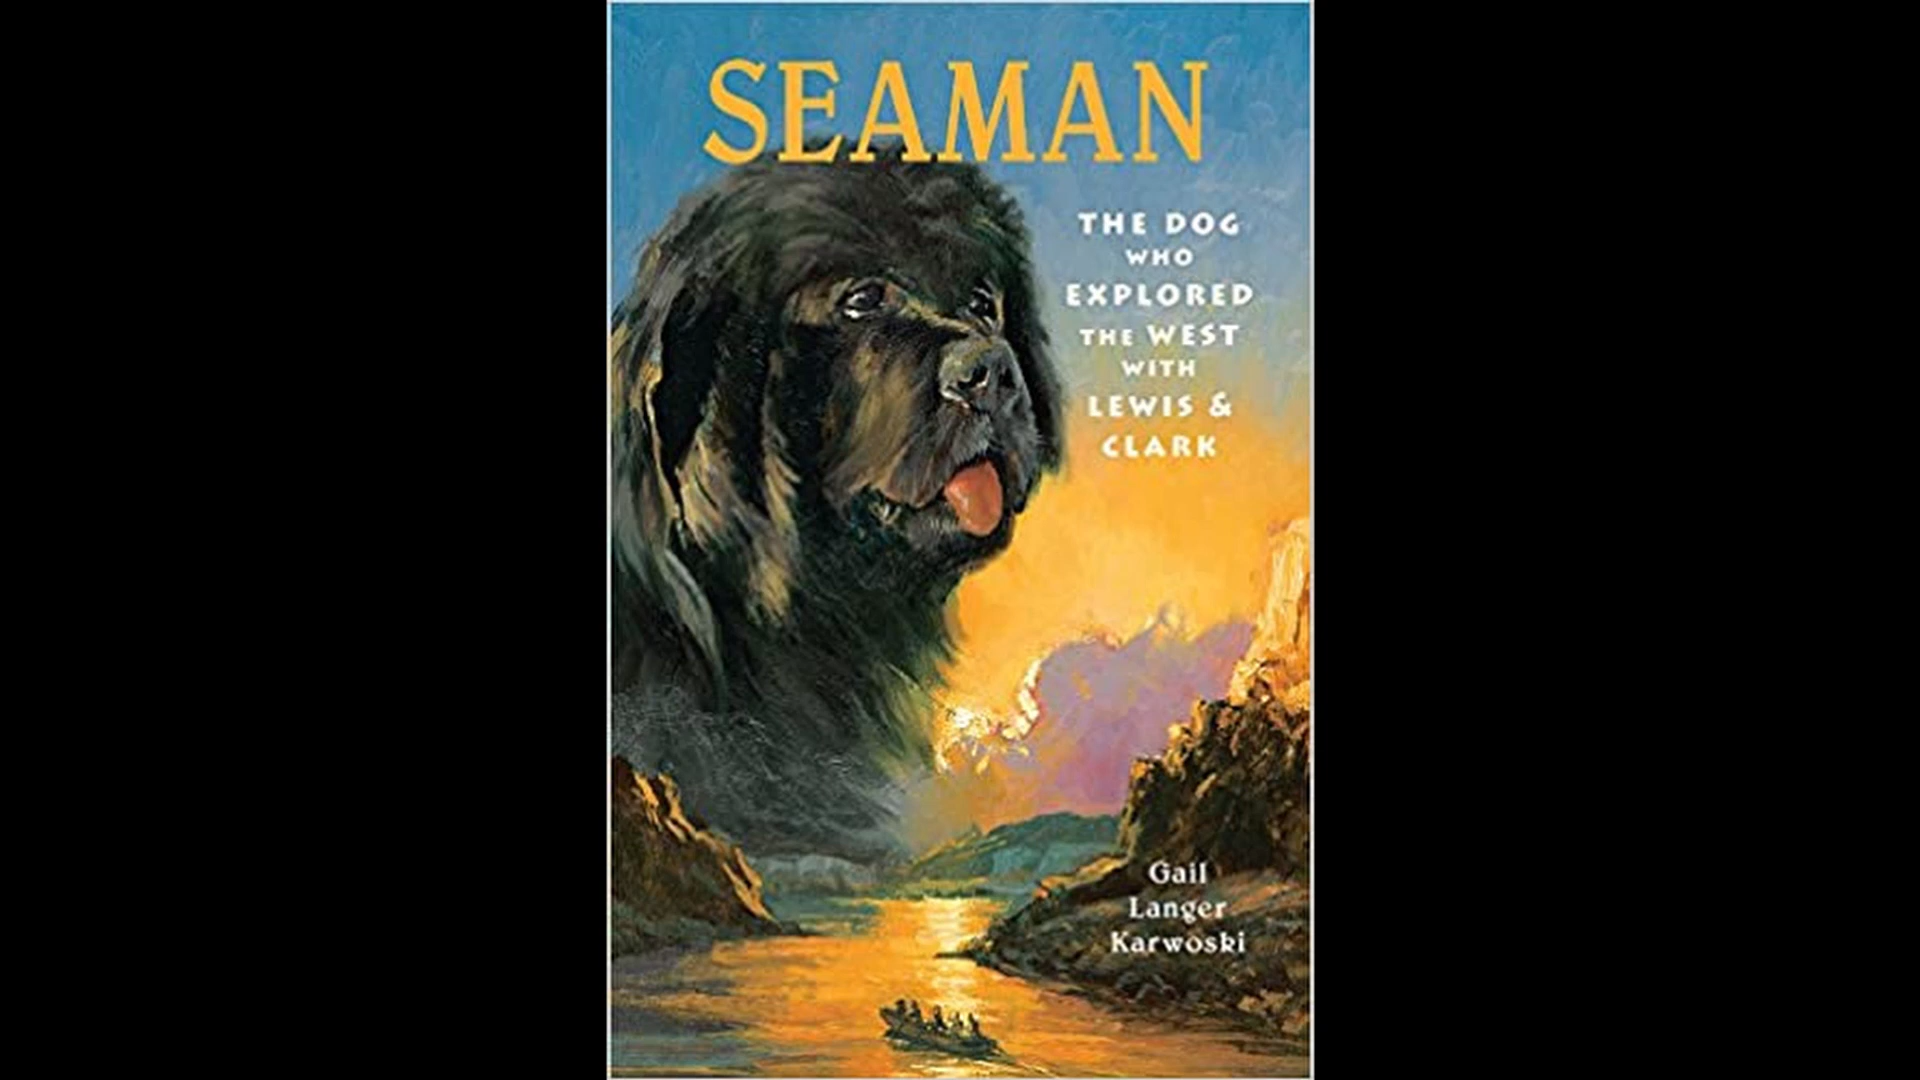 SEAMAN
THE DOG
WHO
EXPLORED
THE WEST
WITH
LEWIS &
CLARK
Gail
Langer
Karwoski